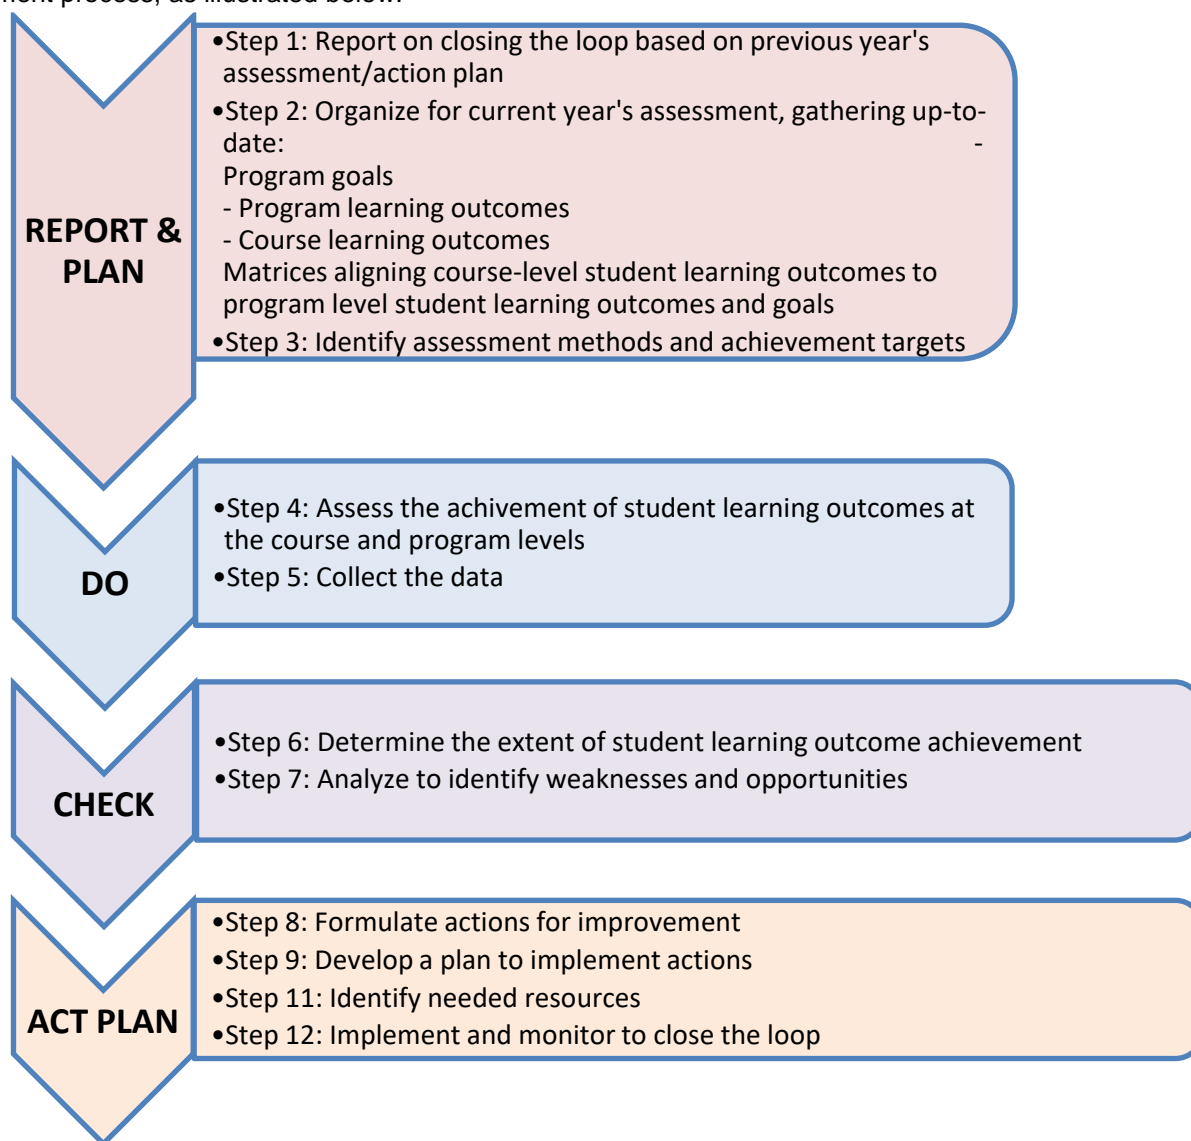 ment process, as illustrated below:
REPORT &
PLAN
•Step 1: Report on closing the loop based on previous year's
assessment/action plan
•Step 2: Organize for current year's assessment, gathering up-to-
date: -
Program goals
- Program learning outcomes
- Course learning outcomes
Matrices aligning course-level student learning outcomes to
program level student learning outcomes and goals
•Step 3: Identify assessment methods and achievement targets
DO
•Step 4: Assess the achivement of student learning outcomes at
the course and program levels
•Step 5: Collect the data
CHECK
•Step 6: Determine the extent of student learning outcome achievement
•Step 7: Analyze to identify weaknesses and opportunities
ACT PLAN
•Step 8: Formulate actions for improvement
•Step 9: Develop a plan to implement actions
•Step 11: Identify needed resources
•Step 12: Implement and monitor to close the loop